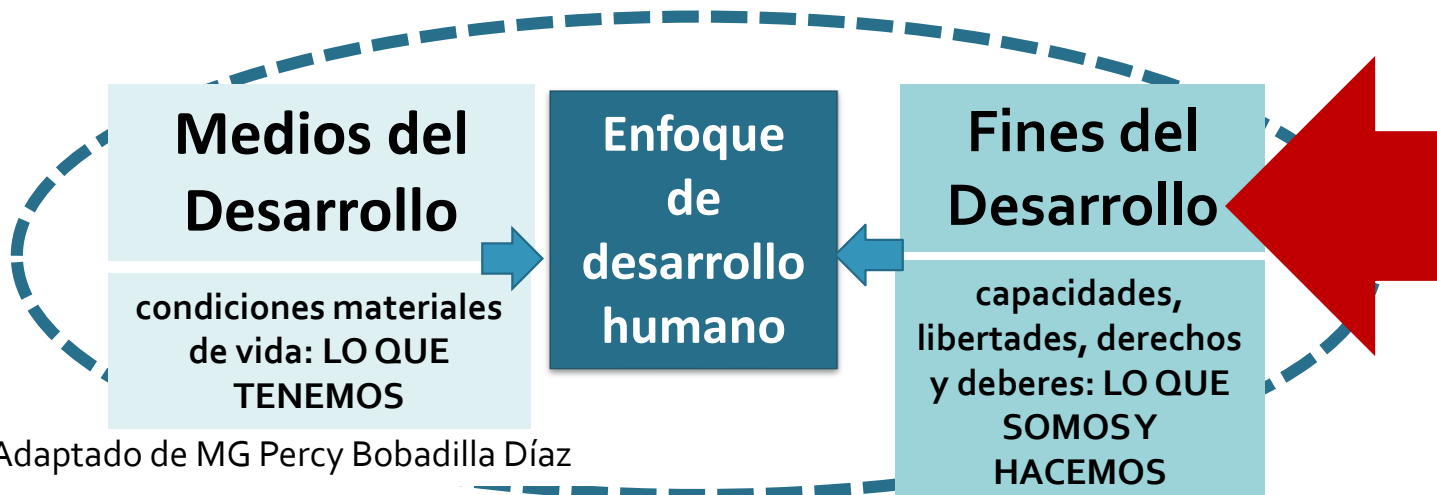 Medios del
Desarrollo
condiciones materiales
de vida: LO QUE
TENEMOS
Enfoque
de
desarrollo
humano
Fines del
Desarrollo
capacidades,
libertades, derechos
y deberes: LO QUE
SOMOS Y
HACEMOS
Adaptado de MG Percy Bobadilla Díaz